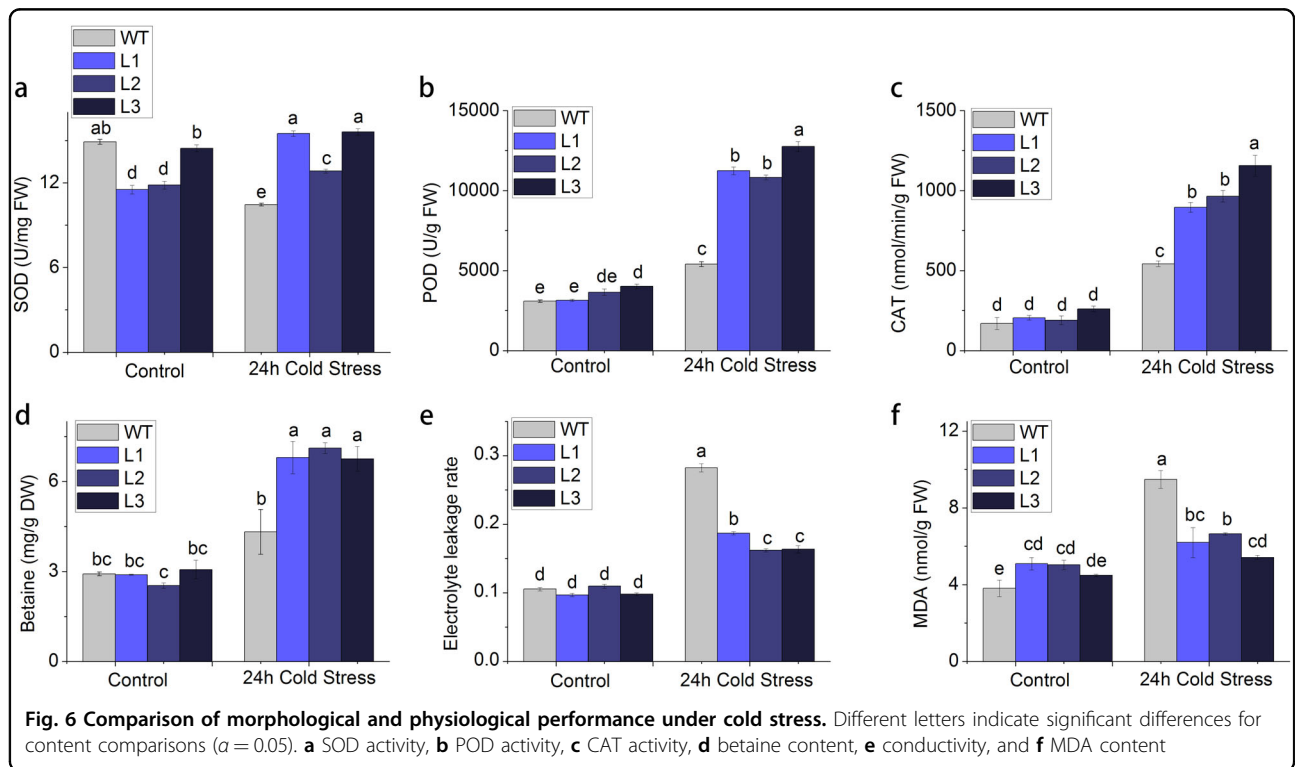 a
WT
L1
L2
L3
SOD (U/mg FW)
12
6
0
ab
d
d
b
e
a
c
a
Control
24h Cold Stress
b
WT
L1
L2
L3
POD (U/g FW)
15000
10000
5000
0
e
e
de
d
c
b
b
a
Control
24h Cold Stress
c
WT
L1
L2
L3
CAT (nmol/min/g FW)
1500
1000
500
0
d
d
d
d
c
b
b
a
Control
24h Cold Stress
d
WT
L1
L2
L3
Betaine (mg/g DW)
6
3
0
bc
bc
c
bc
b
a
a
a
Control
24h Cold Stress
e
WT
L1
L2
L3
Electrolyte leakage rate
0.3
0.2
0.1
0.0
d
d
d
d
a
b
c
c
Control
24h Cold Stress
f
WT
L1
L2
L3
MDA (nmol/g FW)
12
8
4
0
e
cd
cd
de
a
bc
b
cd
Control
24h Cold Stress
Fig. 6 Comparison of morphological and physiological performance under cold stress. Different letters indicate significant differences for
content comparisons (α = 0.05). a SOD activity, b POD activity, c CAT activity, d betaine content, e conductivity, and f MDA content